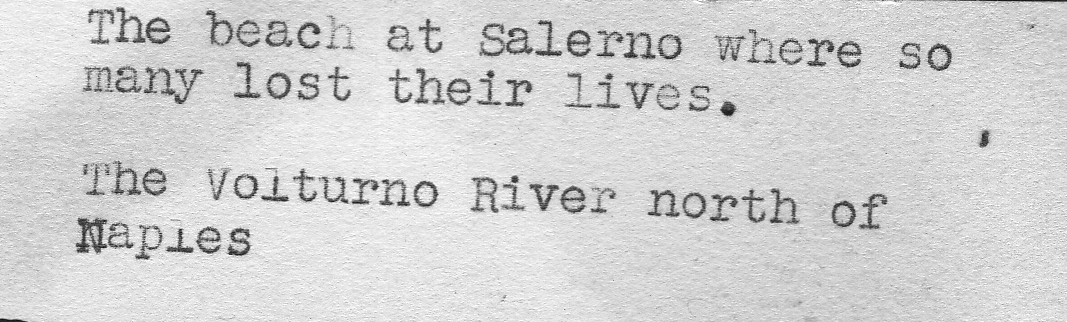 The beach at Salerno where so
many lost their lives.
The Volturno River north of
Naples